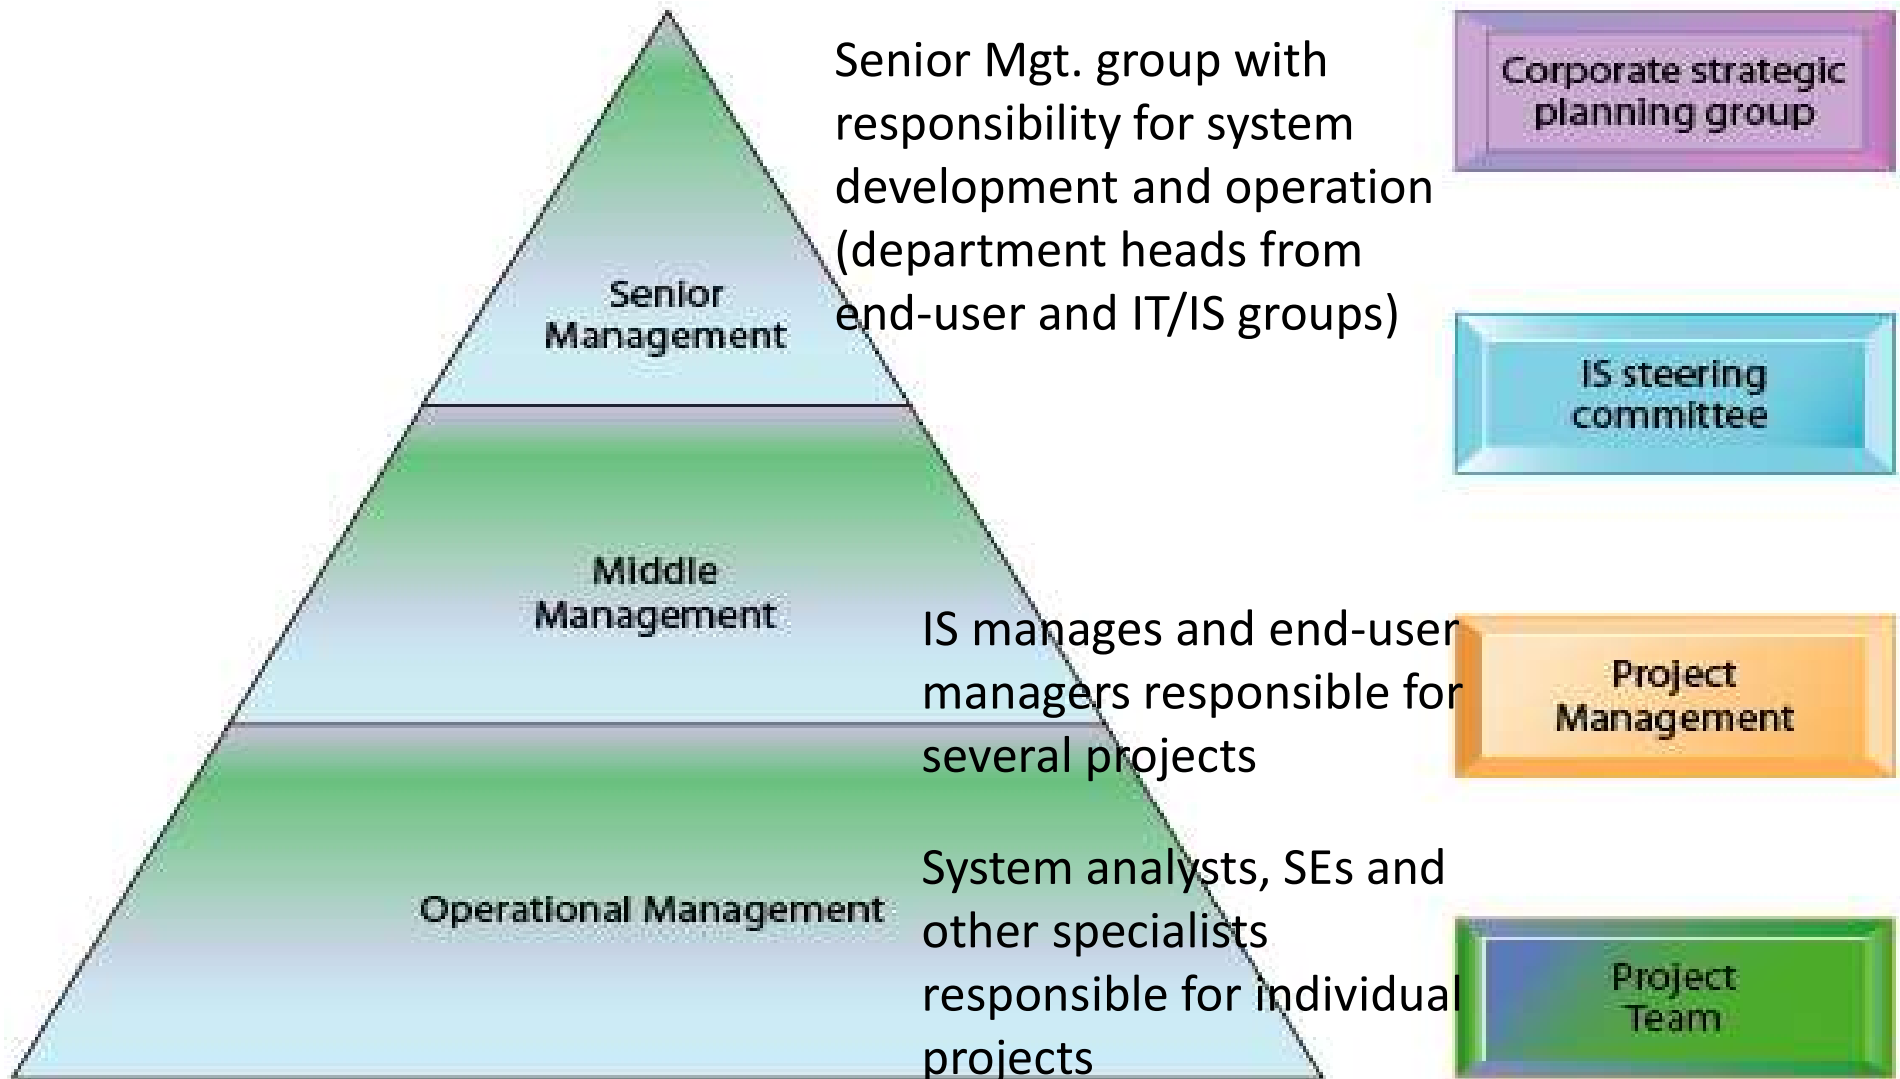 Senior Mgt. group with
responsibility for system
development and operation
(department heads from
end-user and IT/IS groups)
Corporate strategic
planning group
Senior
Management
IS steering
committee
Middle
Management
IS manages and end-user
managers responsible for
several projects
Project
Management
Operational Management
System analysts, SEs and
other specialists
responsible for individual
projects
Project
Team